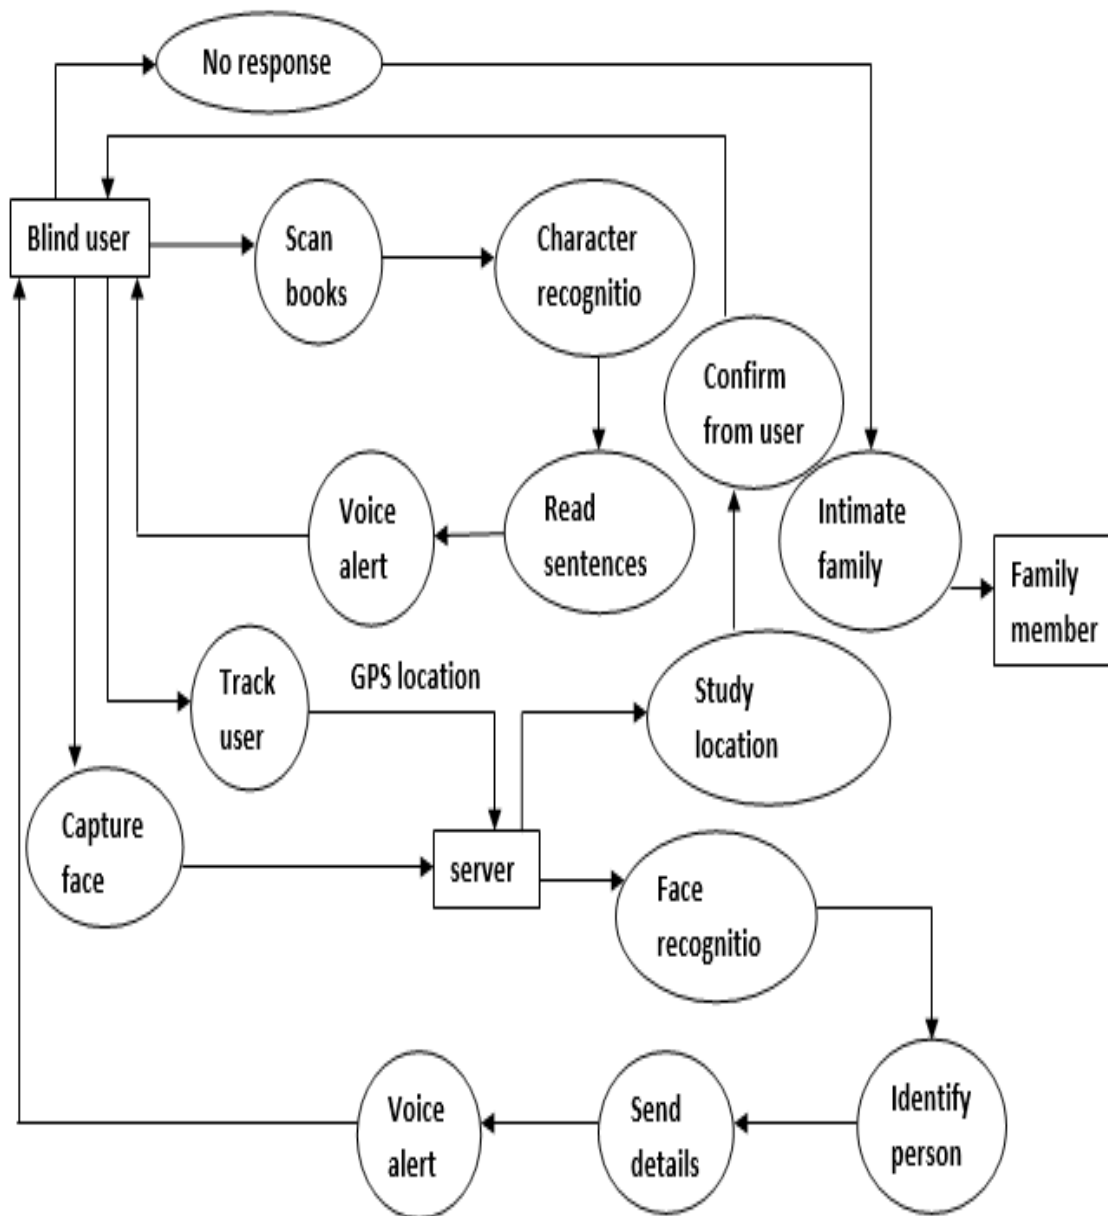 No response
Blind user
Scan
books
Character
recognitio
Confirm
from user
Voice
alert
Read
sentences
Intimate
family
Family
member
Track
user
GPS location
Study
location
Capture
face
server
Face
recognitio
Voice
alert
Send
details
Identify
person